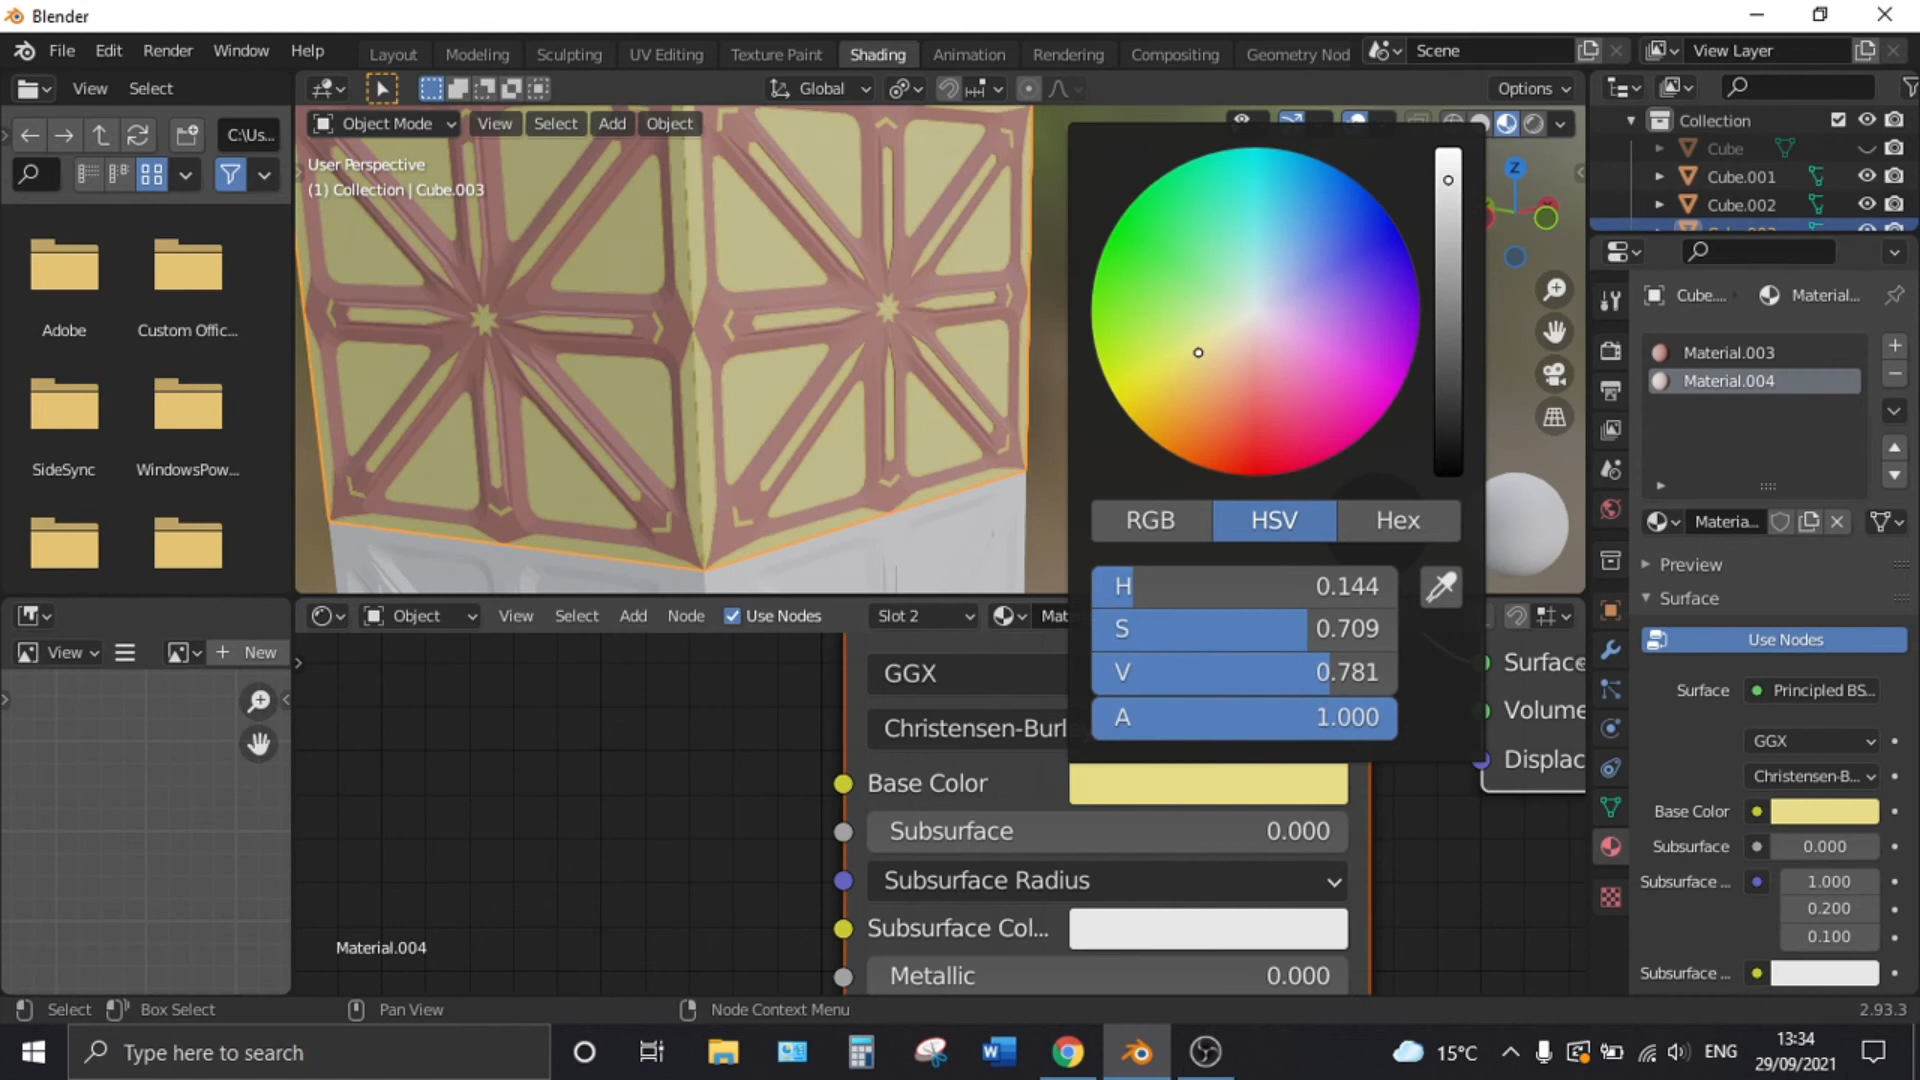 Blender
File Edit Render Window Help
Layout Modeling Sculpting UV Editing Texture Paint Shading Animation Rendering Compositing Geometry Nod
Scene
View Layer
View Select
Global
Options
C:\Us...
Object Mode View Select Add Object
User Perspective
(1) Collection | Cube.003
Collection
Cube
Cube.001
Cube.002
Z
Adobe
Custom Offic...
SideSync
WindowsPow...
Cube.... Material...
Material.003
Material.004
RGB HSV Hex
H 0.144
S 0.709
V 0.781
A 1.000
Materia...
Preview
Surface
Use Nodes
Surface Principled BS...
GGX
Christensen-B...
Base Color
Subsurface 0.000
Subsurface ... 1.000
0.200
0.100
Subsurface ...
View
New
Object View Select Add Node Use Nodes Slot 2 Mat
GGX
Christensen-Burl
Base Color
Subsurface 0.000
Subsurface Radius
Subsurface Col...
Metallic 0.000
Surface
Volume
Displac
Material.004
Select Box Select Pan View Node Context Menu 2.93.3
Type here to search
15°C
ENG
13:34
29/09/2021